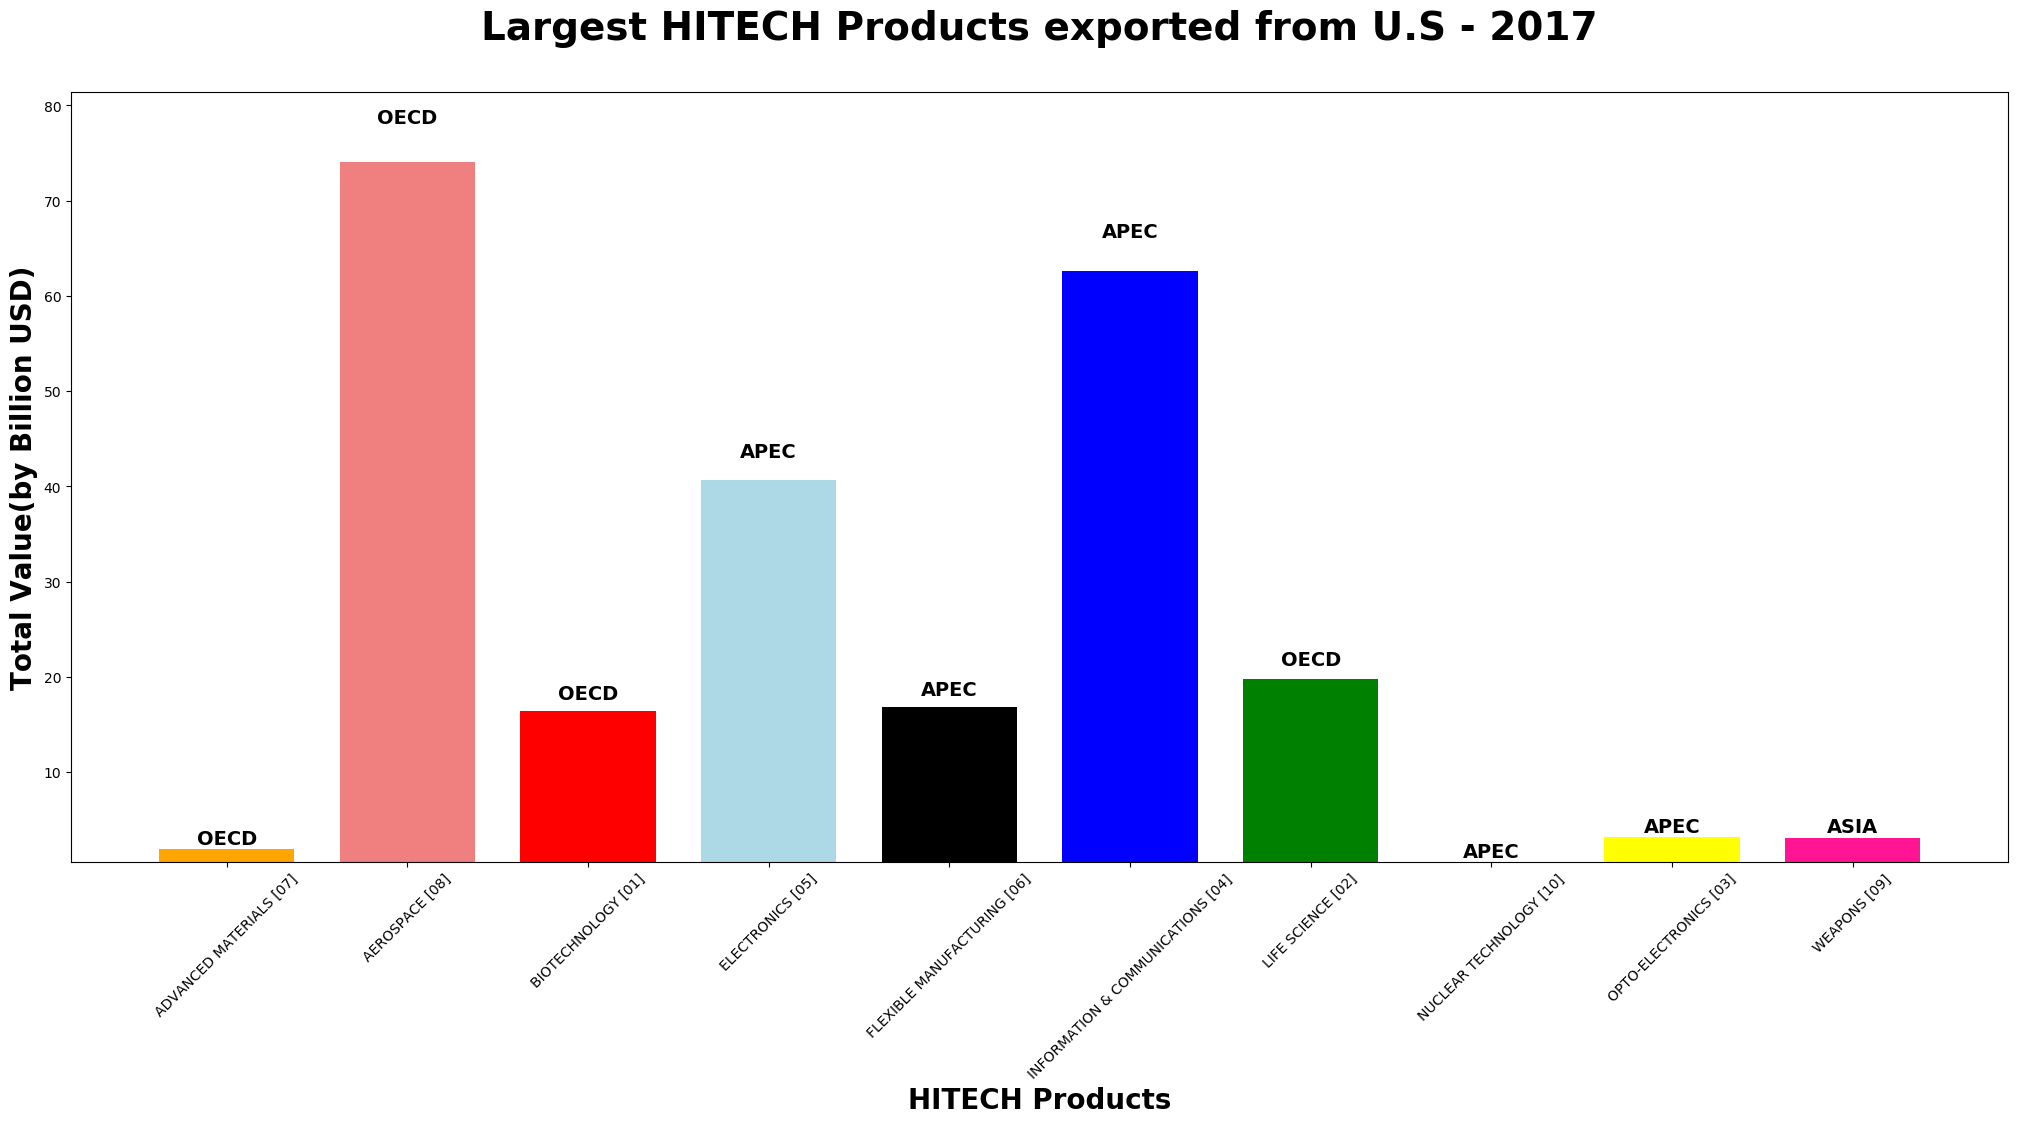 Largest HITECH Products exported from U.S - 2017
Total Value(by Billion USD)
80
70
60
50
40
30
20
10
OECD
OECD
OECD
APEC
APEC
APEC
OECD
APEC
APEC
ASIA
ADVANCED MATERIALS [07]
AEROSPACE [08]
BIOTECHNOLOGY [01]
ELECTRONICS [05]
FLEXIBLE MANUFACTURING [06]
INFORMATION & COMMUNICATIONS [04]
LIFE SCIENCE [02]
NUCLEAR TECHNOLOGY [10]
OPTO-ELECTRONICS [03]
WEAPONS [09]
HITECH Products